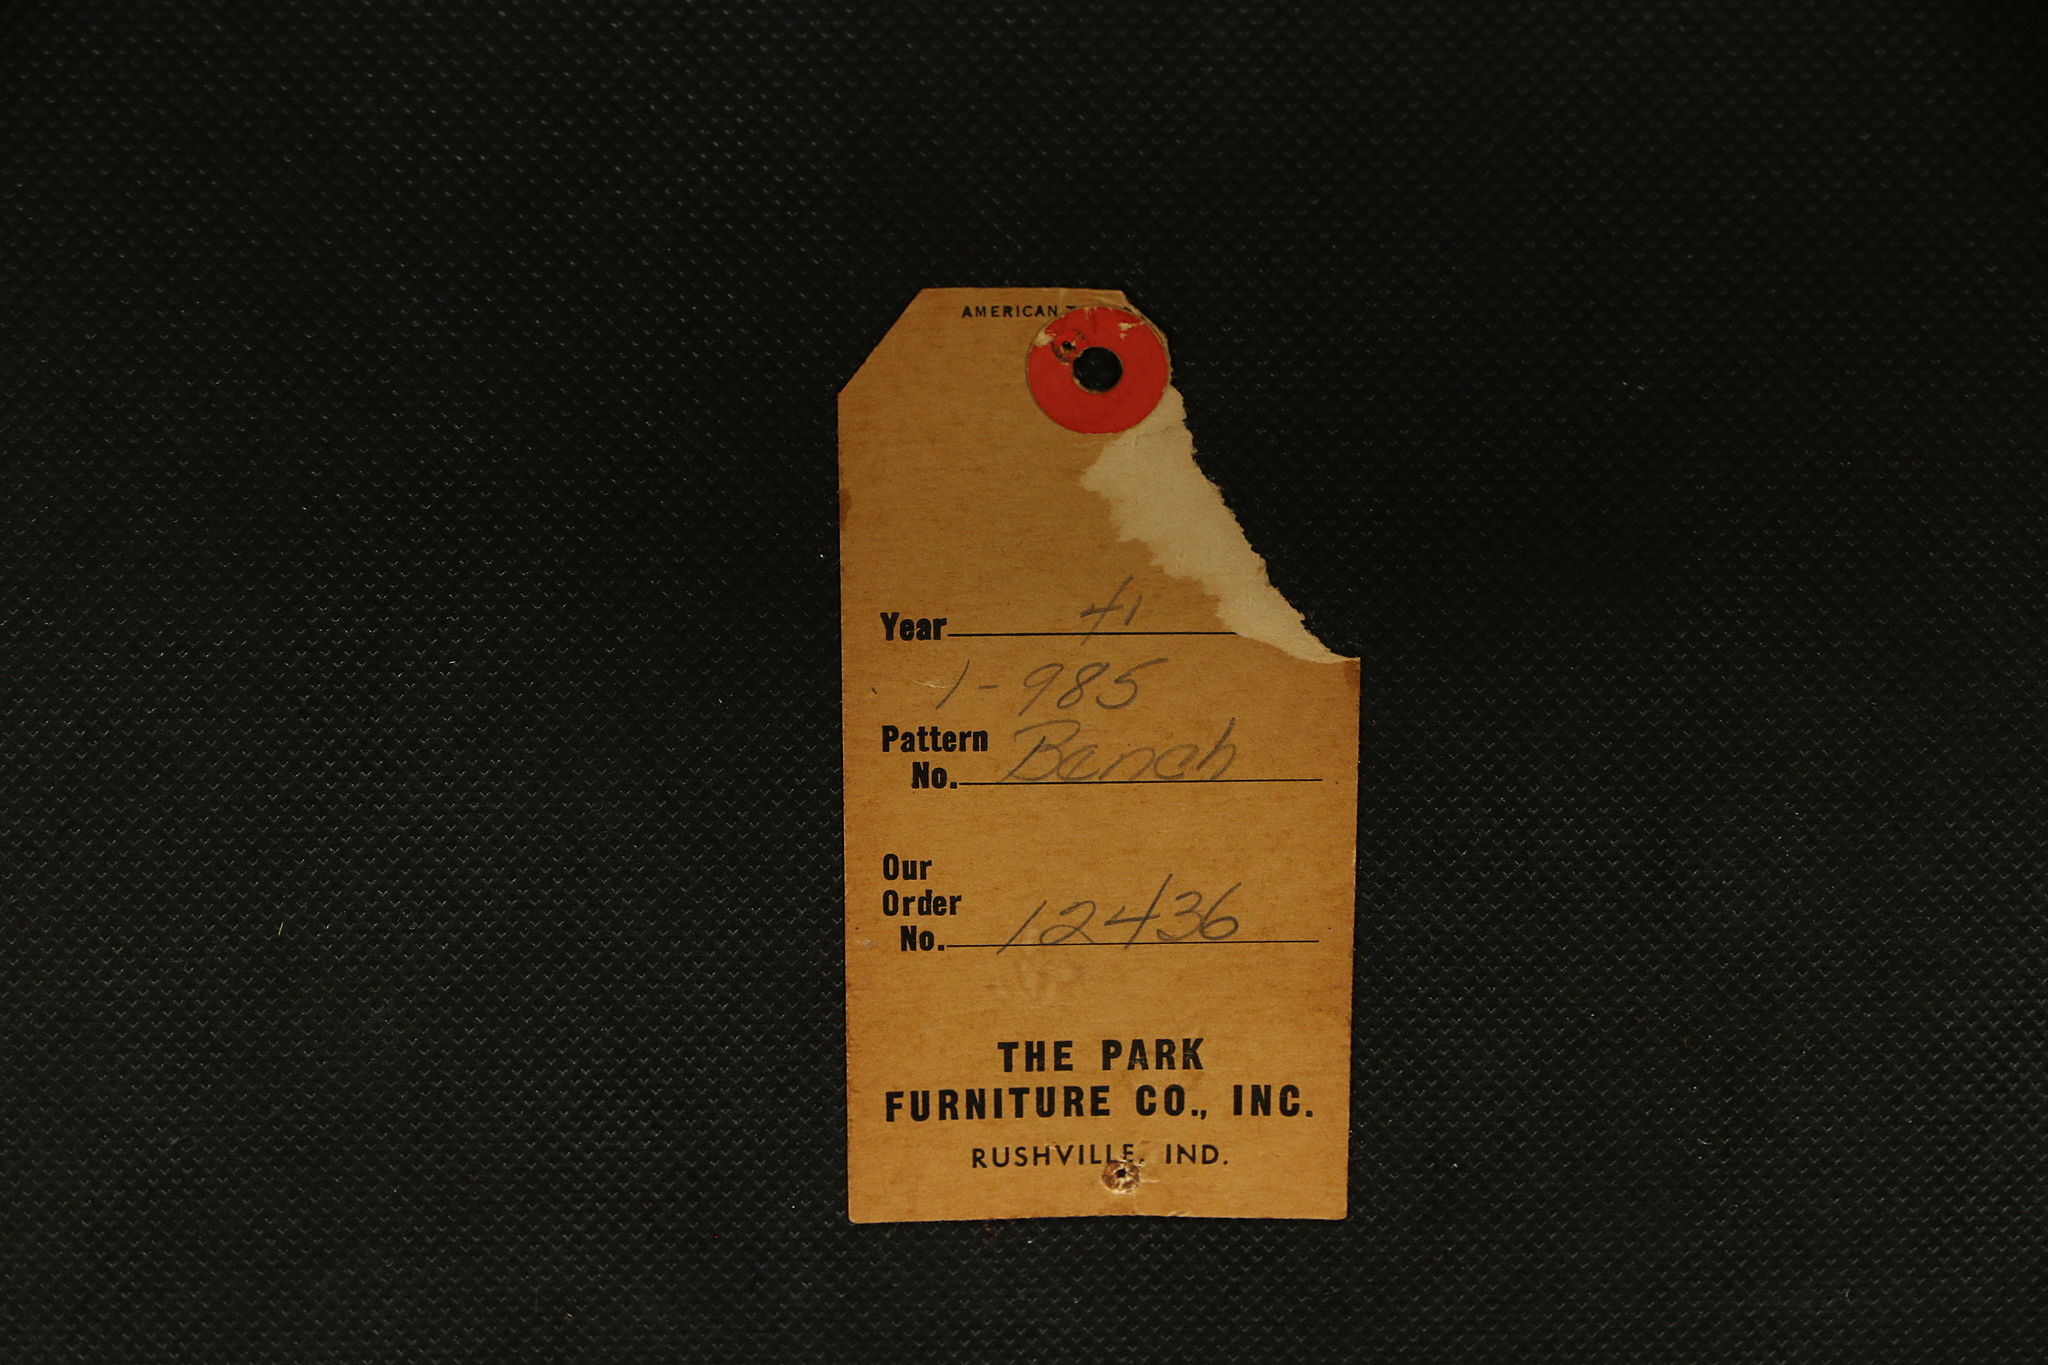 AMERICAN
Year 41
1-985
Pattern
No. Bench
Our
Order
No. 12436
THE PARK
FURNITURE CO., INC.
RUSHVILLE, IND.